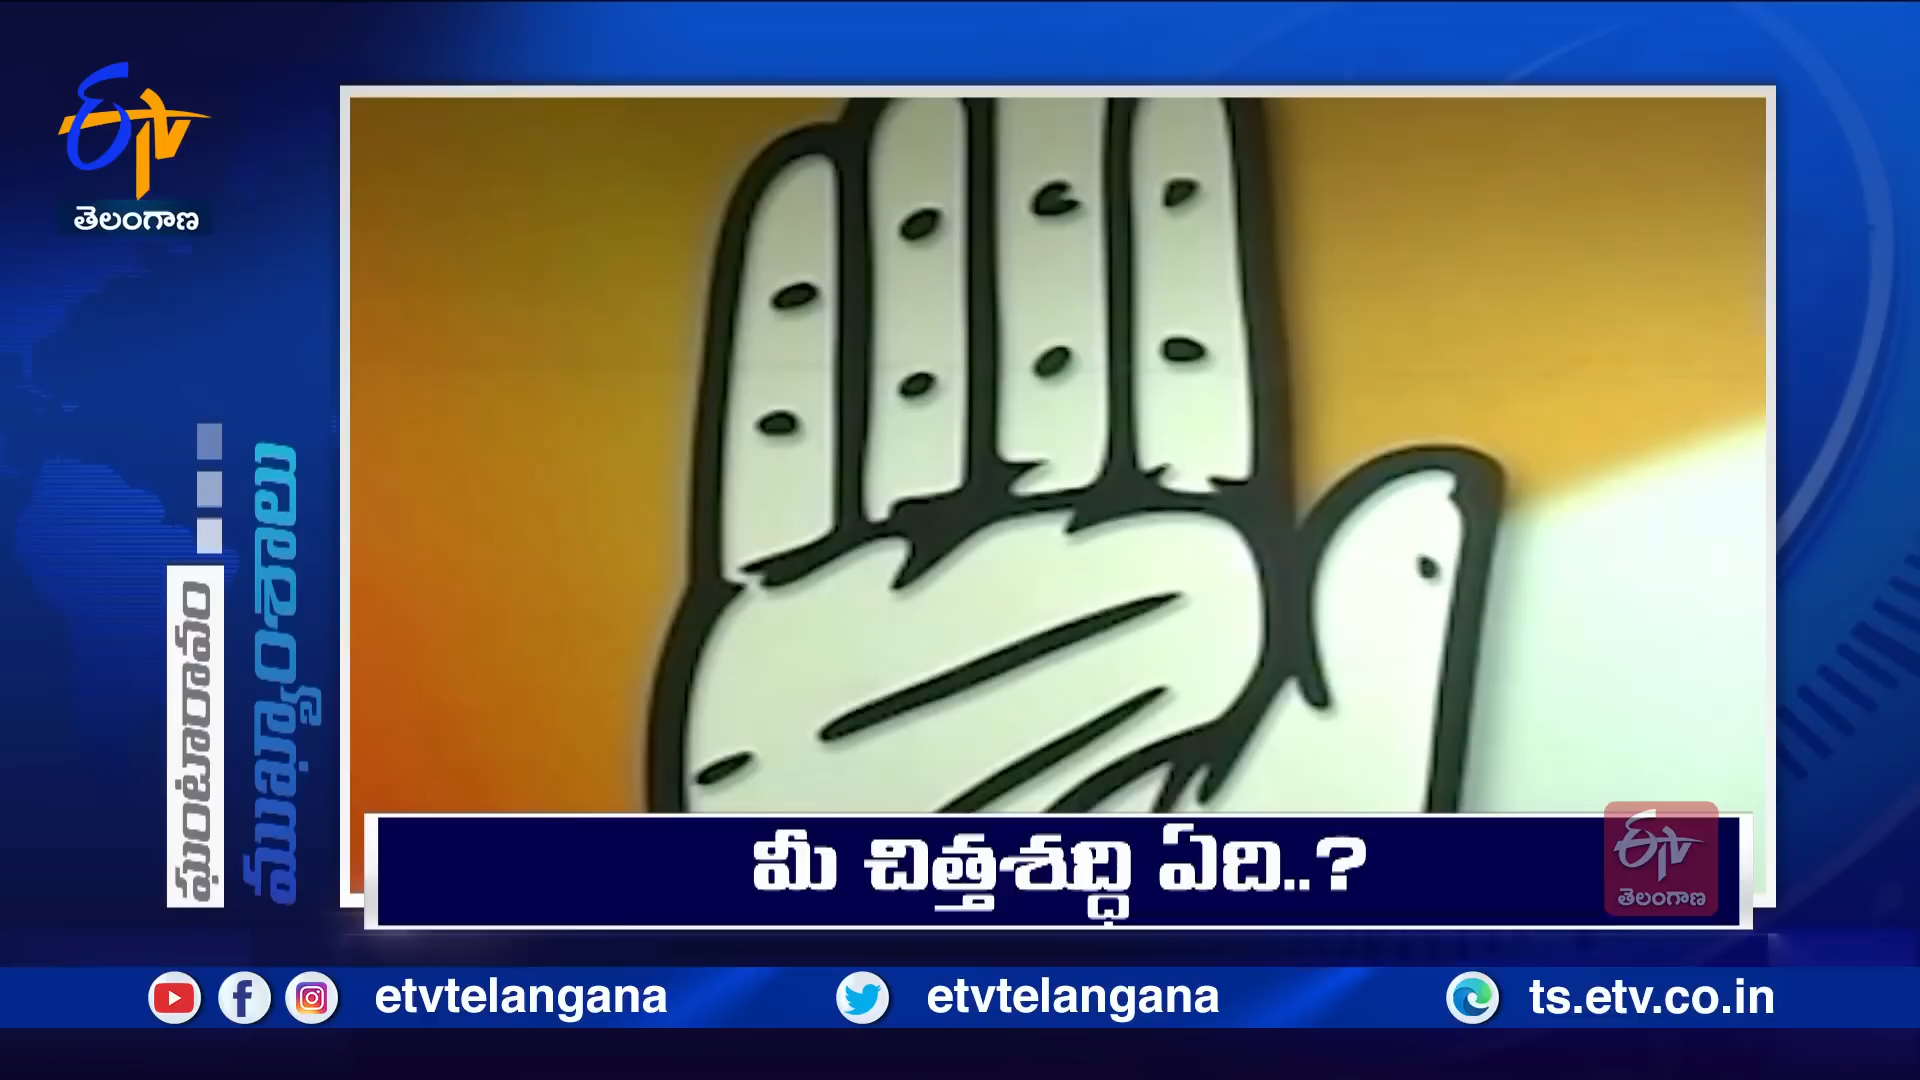 ETV
తెలంగాణ
ఘంటారావం
ముఖ్యాంశాలు
మీ చిత్తశుద్ధి ఏది..?
ETV
తెలంగాణ
etvtelangana
etvtelangana
ts.etv.co.in